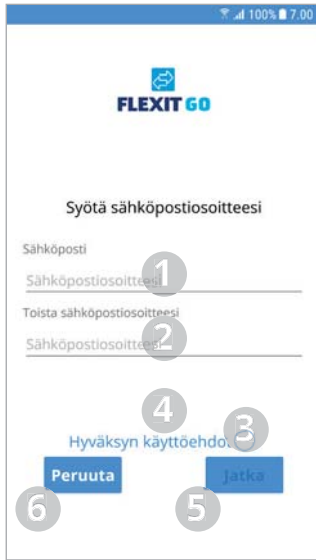 100% 7.00
FLEXIT GO
Syötä sähköpostiosoitteesi
Sähköposti
Sähköpostiosoitteesi
1
Toista sähköpostiosoitteesi
Sähköpostiosoitteesi
2
4
Hyväksyn käyttöehdot
3
Peruuta
Jatka
6
5